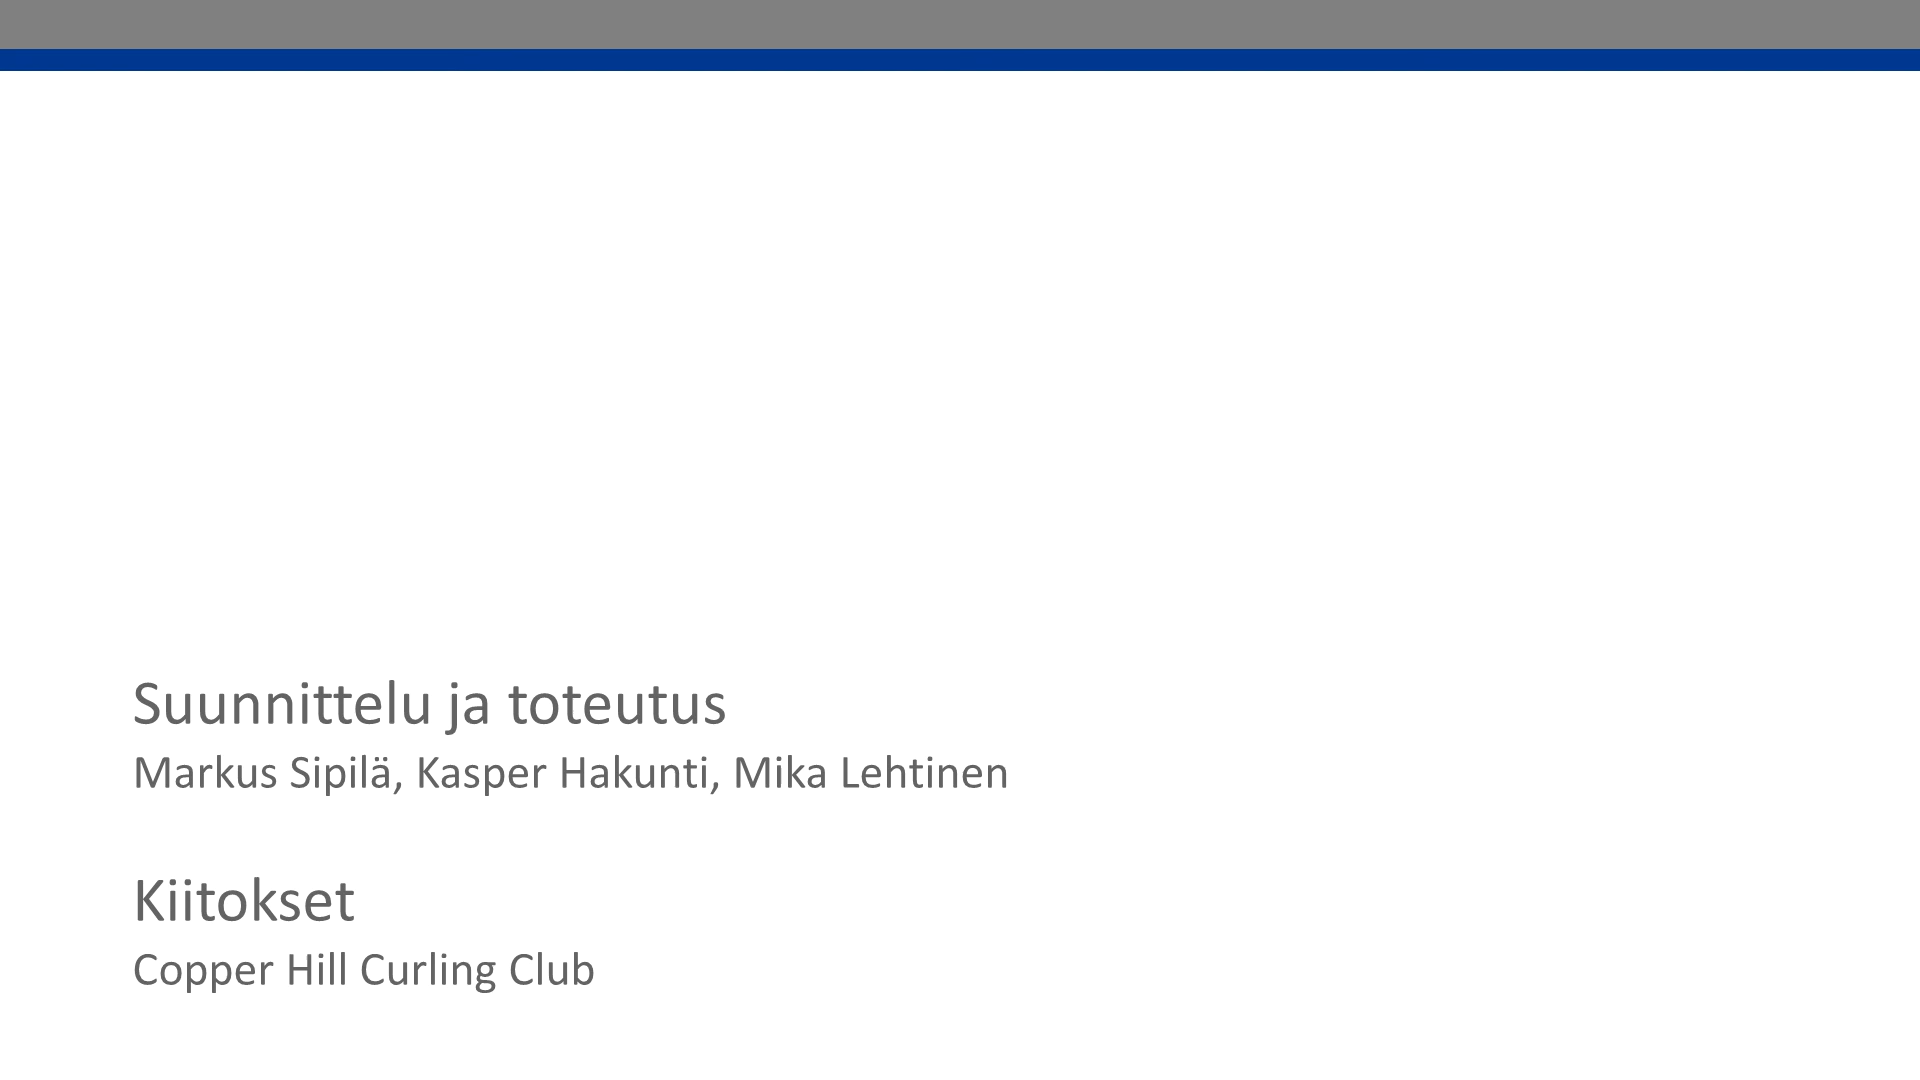 Suunnittelu ja toteutus
Markus Sipilä, Kasper Hakunti, Mika Lehtinen
Kiitokset
Copper Hill Curling Club